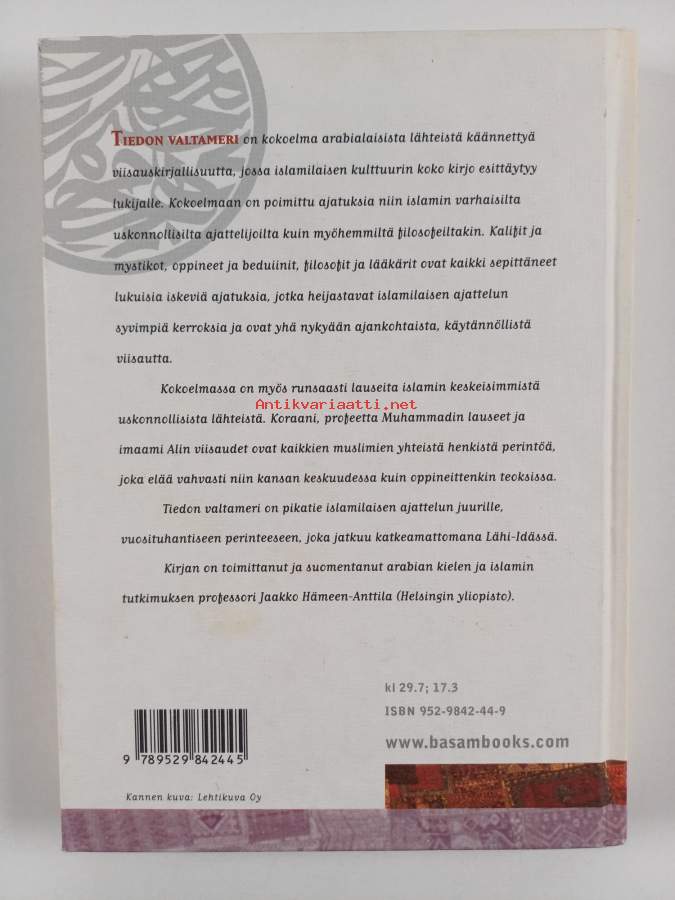 TIEDON VALTAMERI on kokoelma arabialaisista lähteistä käännettyä
viisauskirjallisuutta, jossa islamilaisen kulttuurin koko kirjo esittäytyy
lukijalle. Kokoelmaan on poimittu ajatuksia niin islamin varhaisilta
uskonnollisilta ajattelijoilta kuin myöhemmiltä filosofeiltakin. Kalifit ja
mystikot, oppineet ja beduiinit, filosofit ja lääkärit ovat kaikki sepittäneet
lukuisia iskeviä ajatuksia, jotka heijastavat islamilaisen ajattelun
syvimpiä kerroksia ja ovat yhä nykyään ajankohtaista, käytännöllistä
viisautta.
Kokoelmassa on myös runsaasti lauseita islamin keskeisimmistä
Antikvariaatti.net
uskonnollisista lähteistä. Koraani, profeetta Muhammadin lauseet ja
imaami Alin viisaudet ovat kaikkien muslimien yhteistä henkistä perintöä,
joka elää vahvasti niin kansan keskuudessa kuin oppineittenkin teoksissa.
Tiedon valtameri on pikatie islamilaisen ajattelun juurille,
vuosituhantiseen perinteeseen, joka jatkuu katkeamattomana Lähi-Idässä.
Kirjan on toimittanut ja suomentanut arabian kielen ja islamin
tutkimuksen professori Jaakko Hämeen-Anttila (Helsingin yliopisto).
kl 29.7; 17.3
ISBN 952-9842-44-9
www.basambooks.com
9 789529 842445
Kannen kuva: Lehtikuva Oy